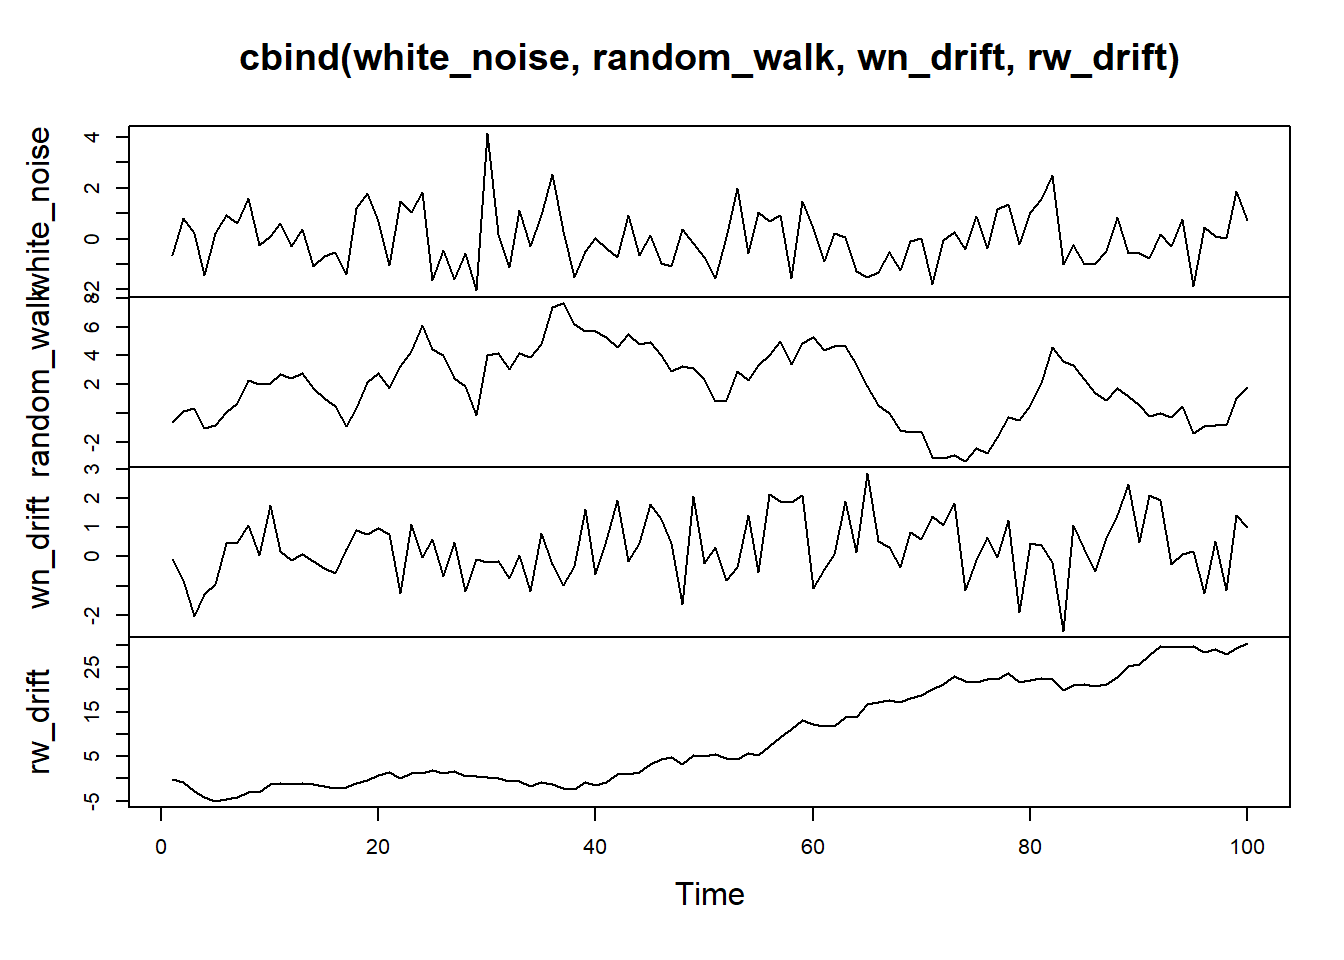 cbind(white_noise, random_walk, wn_drift, rw_drift)
white_noise
4
2
0
random_walk
6
4
2
-2
wn_drift
3
2
1
0
-2
rw_drift
25
15
5
-5
0 20 40 60 80 100
Time